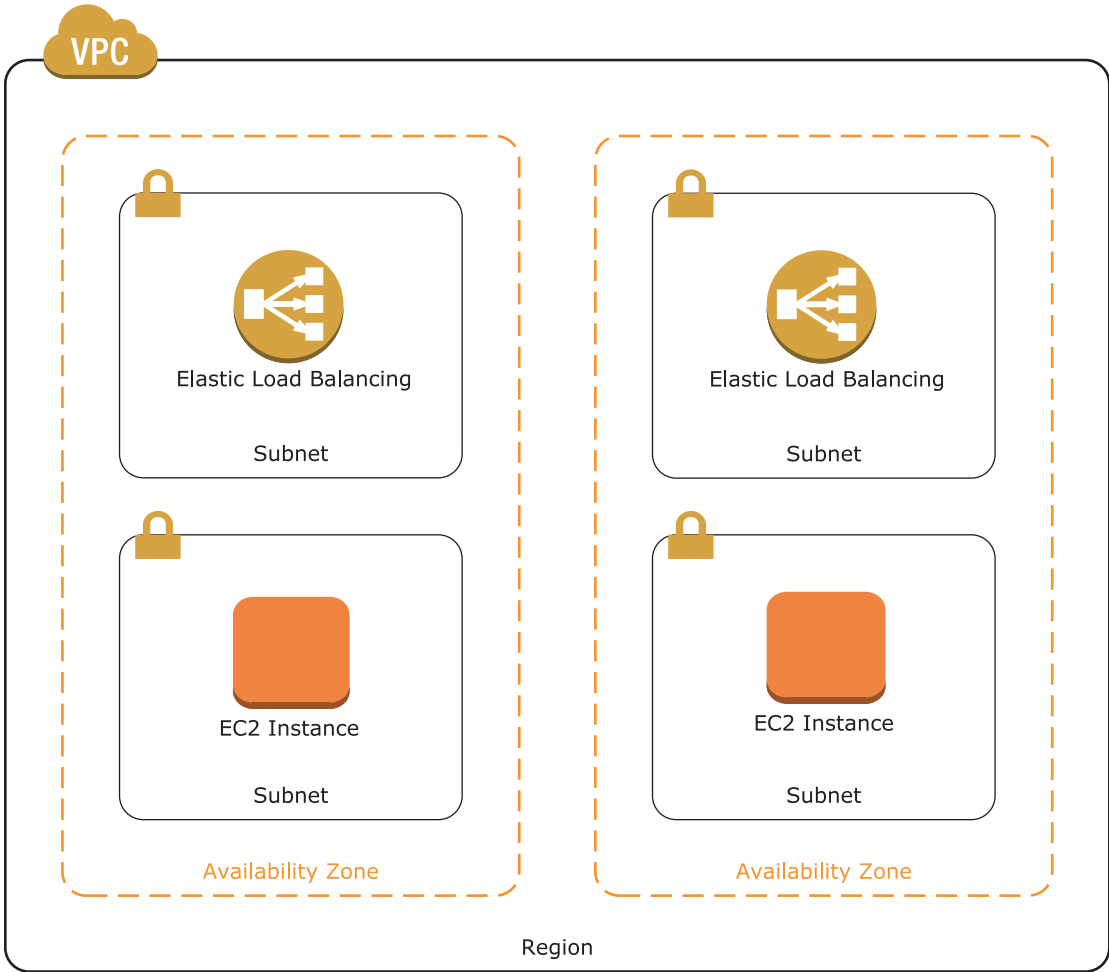 VPC
Elastic Load Balancing
Subnet
EC2 Instance
Subnet
Availability Zone
Elastic Load Balancing
Subnet
EC2 Instance
Subnet
Availability Zone
Region